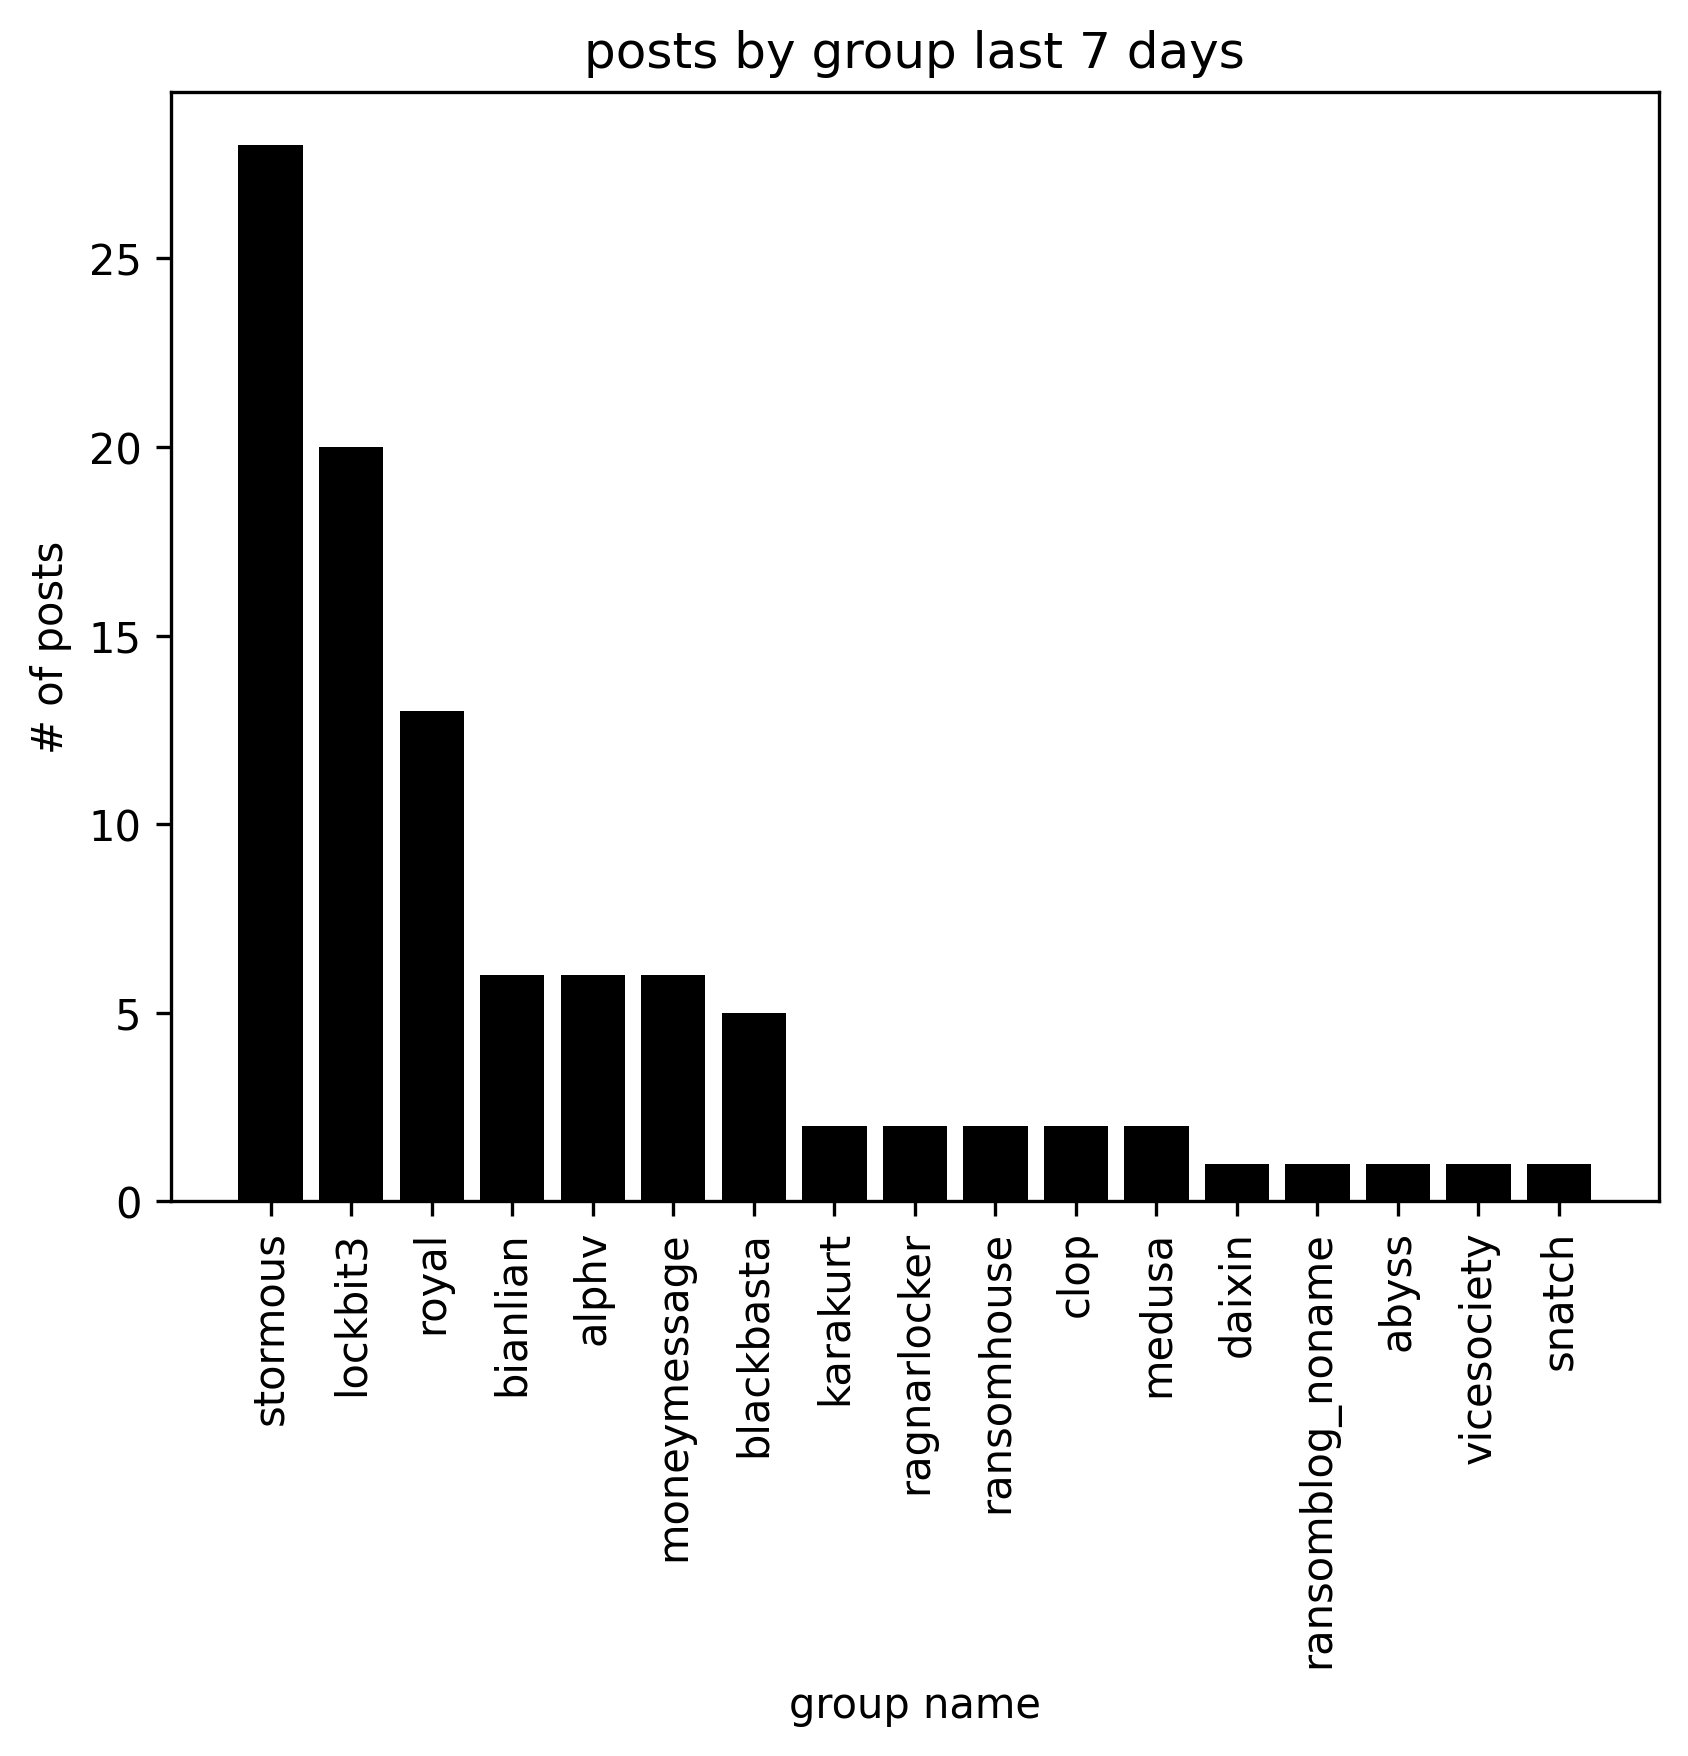 posts by group last 7 days
# of posts
25
20
15
10
5
0
stormous
lockbit3
royal
bianlian
alphv
moneymessage
blackbasta
karakurt
ragnarlocker
ransomhouse
clop
medusa
daixin
ransomblog_noname
abyss
vicesociety
snatch
group name